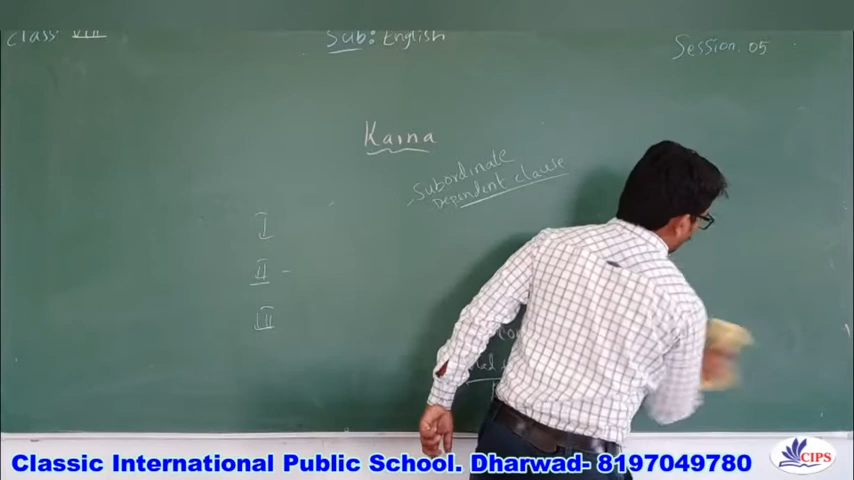 Class VIII
Sub: English
Session. 05
Karna
Subordinate
Dependent clause
I
II -
III
Classic International Public School. Dharwad - 8197049780
CIPS